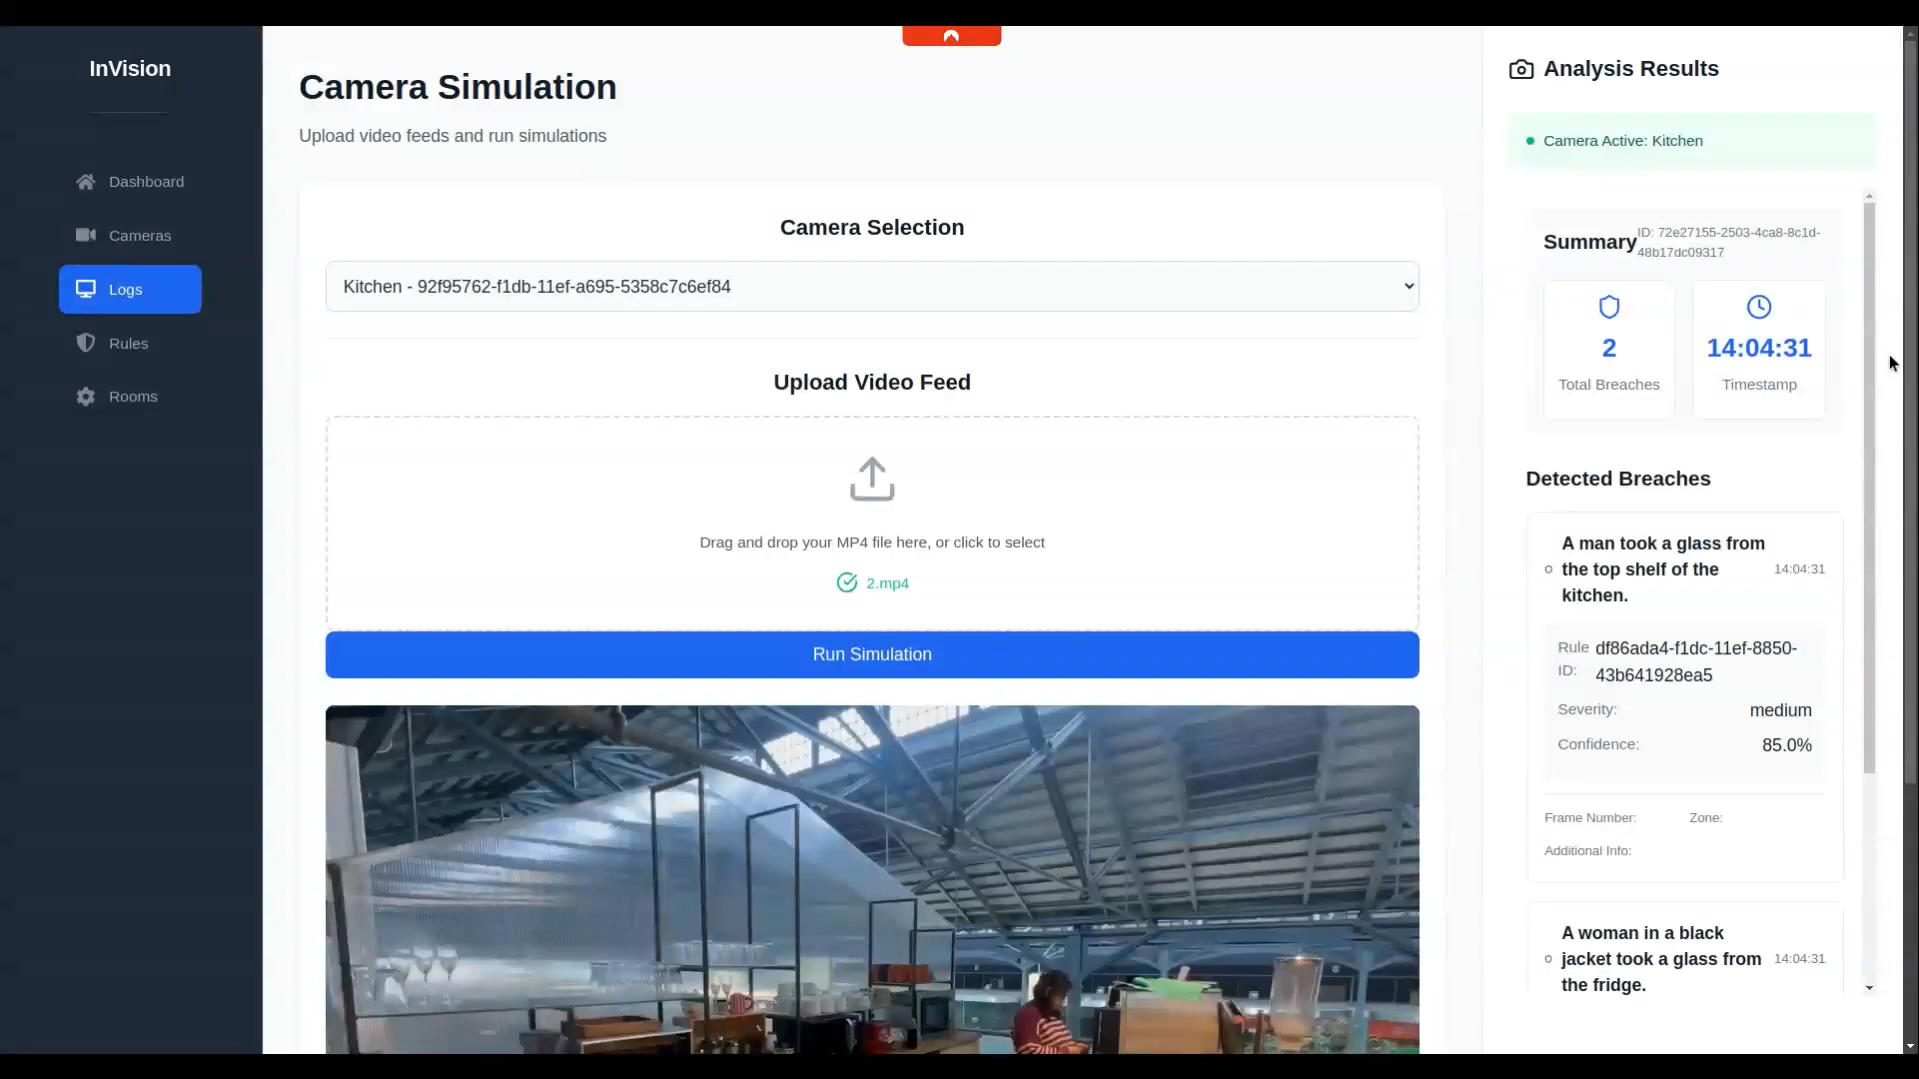 InVision
Dashboard
Cameras
Logs
Rules
Rooms
Camera Simulation
Upload video feeds and run simulations
Camera Selection
Kitchen - 92f95762-f1db-11ef-a695-5358c7c6ef84
Upload Video Feed
Drag and drop your MP4 file here, or click to select
2.mp4
Run Simulation
Analysis Results
Camera Active: Kitchen
Summary
ID: 72e27155-2503-4ca8-8c1d-
48b17dc09317
2
Total Breaches
14:04:31
Timestamp
Detected Breaches
A man took a glass from
the top shelf of the
kitchen.
14:04:31
Rule
ID:
df86ada4-f1dc-11ef-8850-
43b641928ea5
Severity: medium
Confidence: 85.0%
Frame Number: Zone:
Additional Info:
A woman in a black
jacket took a glass from
the fridge.
14:04:31